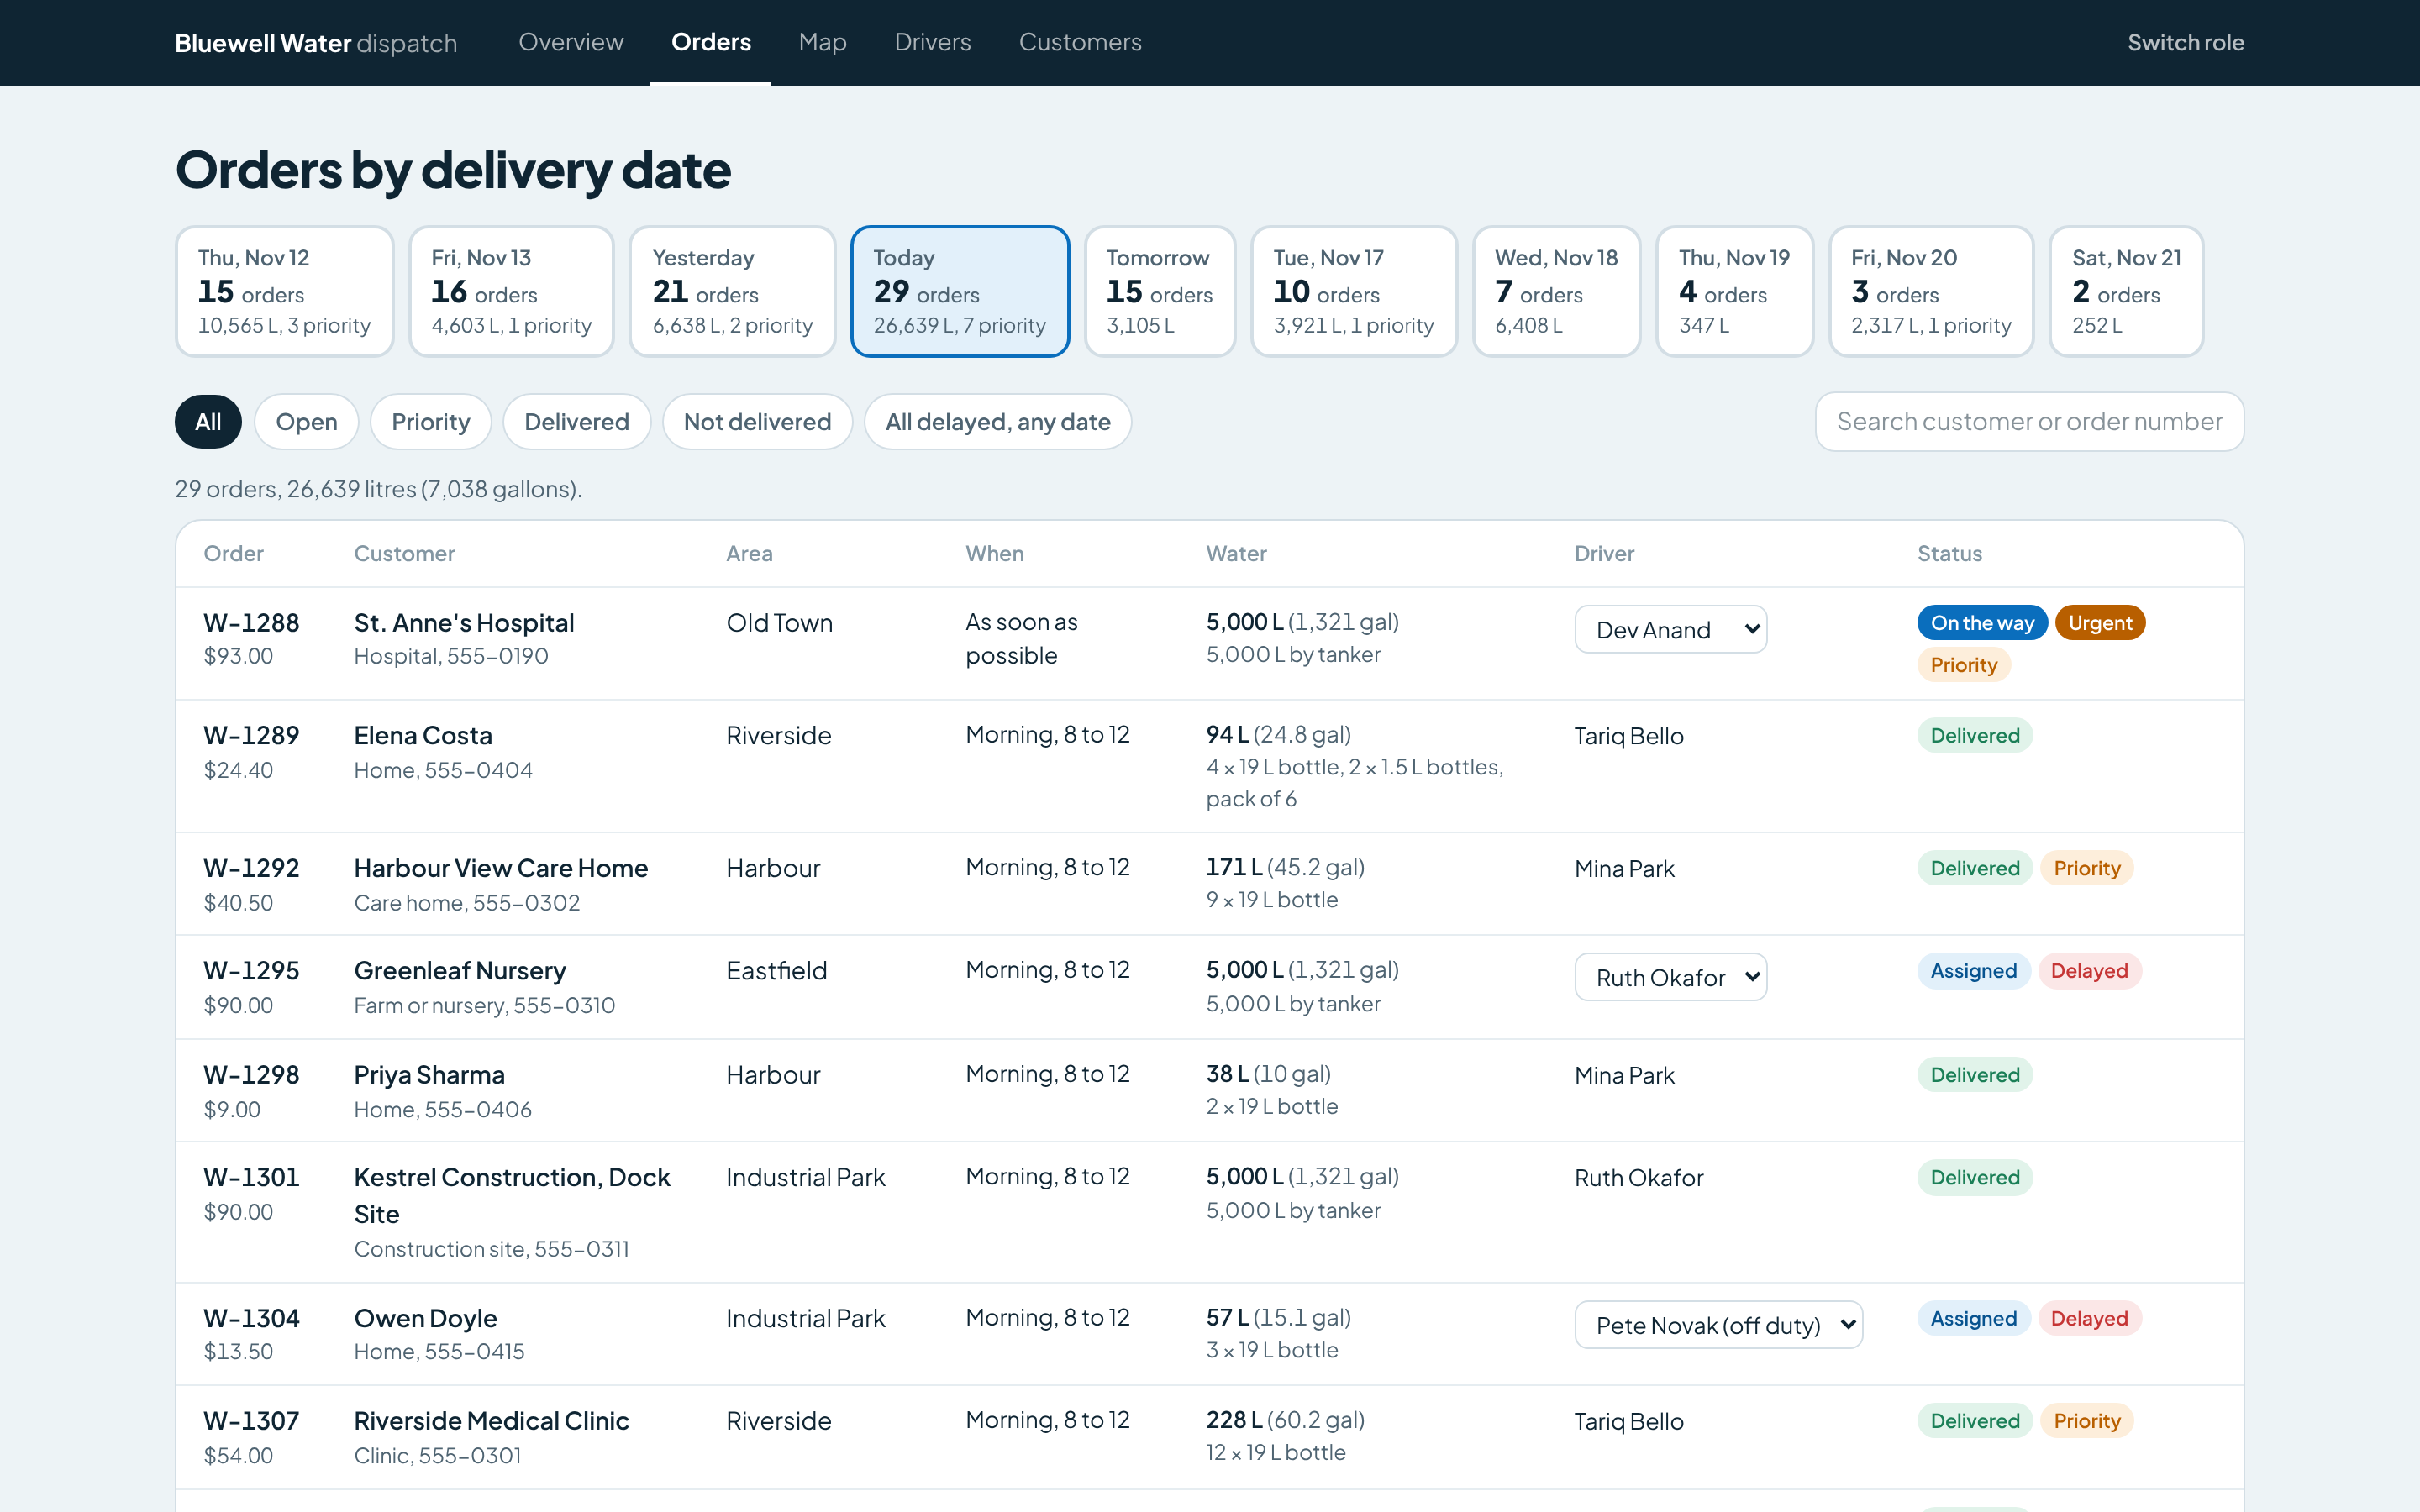 Bluewell Water dispatch Overview Orders Map Drivers Customers Switch role
Orders by delivery date
Thu, Nov 12
15 orders
10,565 L, 3 priority
Fri, Nov 13
16 orders
4,603 L, 1 priority
Yesterday
21 orders
6,638 L, 2 priority
Today
29 orders
26,639 L, 7 priority
Tomorrow
15 orders
3,105 L
Tue, Nov 17
10 orders
3,921 L, 1 priority
Wed, Nov 18
7 orders
6,408 L
Thu, Nov 19
4 orders
347 L
Fri, Nov 20
3 orders
2,317 L, 1 priority
Sat, Nov 21
2 orders
252 L
All Open Priority Delivered Not delivered All delayed, any date Search customer or order number
29 orders, 26,639 litres (7,038 gallons).
Order Customer Area When Water Driver Status
W-1288
$93.00
St. Anne's Hospital
Hospital, 555-0190
Old Town
As soon as
possible
5,000 L (1,321 gal)
5,000 L by tanker
Dev Anand
On the way Urgent
Priority
W-1289
$24.40
Elena Costa
Home, 555-0404
Riverside
Morning, 8 to 12
94 L (24.8 gal)
4 × 19 L bottle, 2 × 1.5 L bottles,
pack of 6
Tariq Bello
Delivered
W-1292
$40.50
Harbour View Care Home
Care home, 555-0302
Harbour
Morning, 8 to 12
171 L (45.2 gal)
9 × 19 L bottle
Mina Park
Delivered Priority
W-1295
$90.00
Greenleaf Nursery
Farm or nursery, 555-0310
Eastfield
Morning, 8 to 12
5,000 L (1,321 gal)
5,000 L by tanker
Ruth Okafor
Assigned Delayed
W-1298
$9.00
Priya Sharma
Home, 555-0406
Harbour
Morning, 8 to 12
38 L (10 gal)
2 × 19 L bottle
Mina Park
Delivered
W-1301
$90.00
Kestrel Construction, Dock
Site
Construction site, 555-0311
Industrial Park
Morning, 8 to 12
5,000 L (1,321 gal)
5,000 L by tanker
Ruth Okafor
Delivered
W-1304
$13.50
Owen Doyle
Home, 555-0415
Industrial Park
Morning, 8 to 12
57 L (15.1 gal)
3 × 19 L bottle
Pete Novak (off duty)
Assigned Delayed
W-1307
$54.00
Riverside Medical Clinic
Clinic, 555-0301
Riverside
Morning, 8 to 12
228 L (60.2 gal)
12 × 19 L bottle
Tariq Bello
Delivered Priority